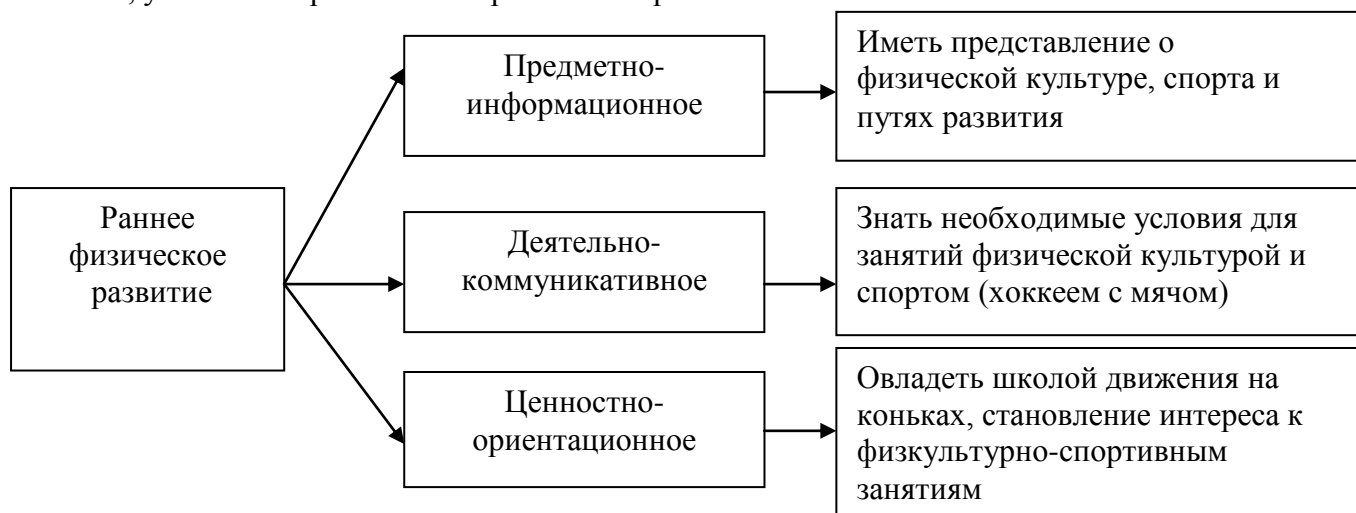 Предметно-
информационное
Иметь представление о
физической культуре, спорта и
путях развития
Раннее
физическое
развитие
Деятельно-
коммуникативное
Знать необходимые условия для
занятий физической культурой и
спортом (хоккеем с мячом)
Ценностно-
ориентационное
Овладеть школой движения на
коньках, становление интереса к
физкультурно-спортивным
занятиям